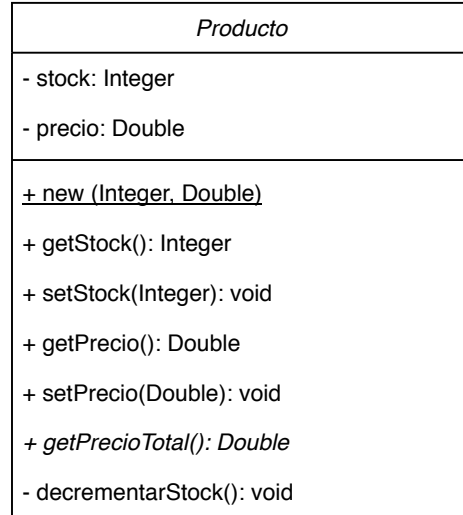 Producto
- stock: Integer
- precio: Double
+ new (Integer, Double)
+ getStock(): Integer
+ setStock(Integer): void
+ getPrecio(): Double
+ setPrecio(Double): void
+ getPrecioTotal(): Double
- decrementarStock(): void